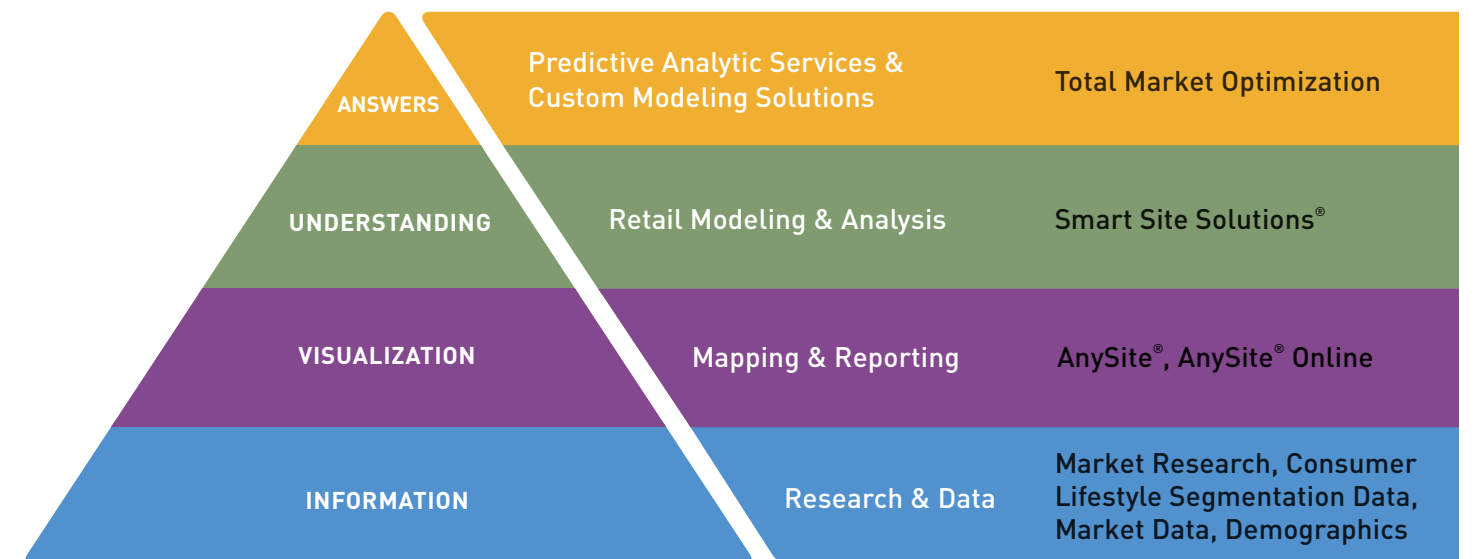 ANSWERS
Predictive Analytic Services &
Custom Modeling Solutions
Total Market Optimization
UNDERSTANDING
Retail Modeling & Analysis
Smart Site Solutions®
VISUALIZATION
Mapping & Reporting
AnySite®, AnySite® Online
INFORMATION
Research & Data
Market Research, Consumer
Lifestyle Segmentation Data,
Market Data, Demographics